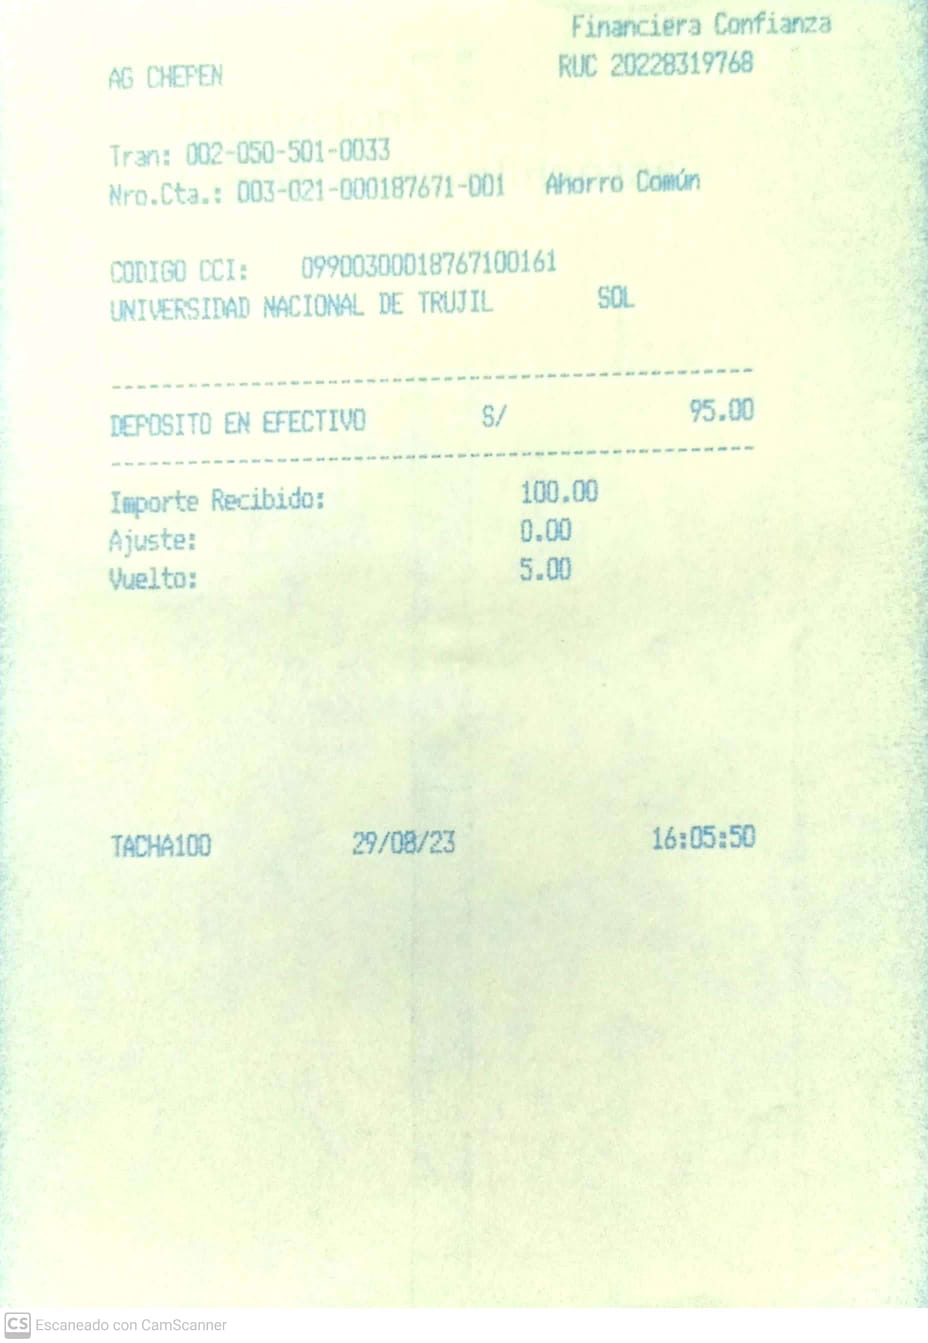 Financiera Confianza
AG CHEPEN RUC 20228319768
Tran: 002-050-501-0033
Nro.Cta.: 003-021-000187671-001 Ahorro Común
CODIGO CCI: 09900300018767100161
UNIVERSIDAD NACIONAL DE TRUJIL SOL
DEPOSITO EN EFECTIVO S/ 95.00
Importe Recibido: 100.00
Ajuste: 0.00
Vuelto: 5.00
TACHA100 29/08/23 16:05:50
CS Escaneado con CamScanner